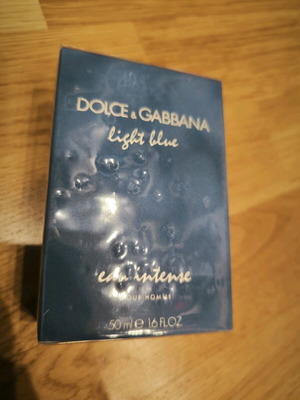 DOLCE & GABBANA
light blue
eau intense
POUR HOMME
50 ml ℮ 1.6 FL.OZ